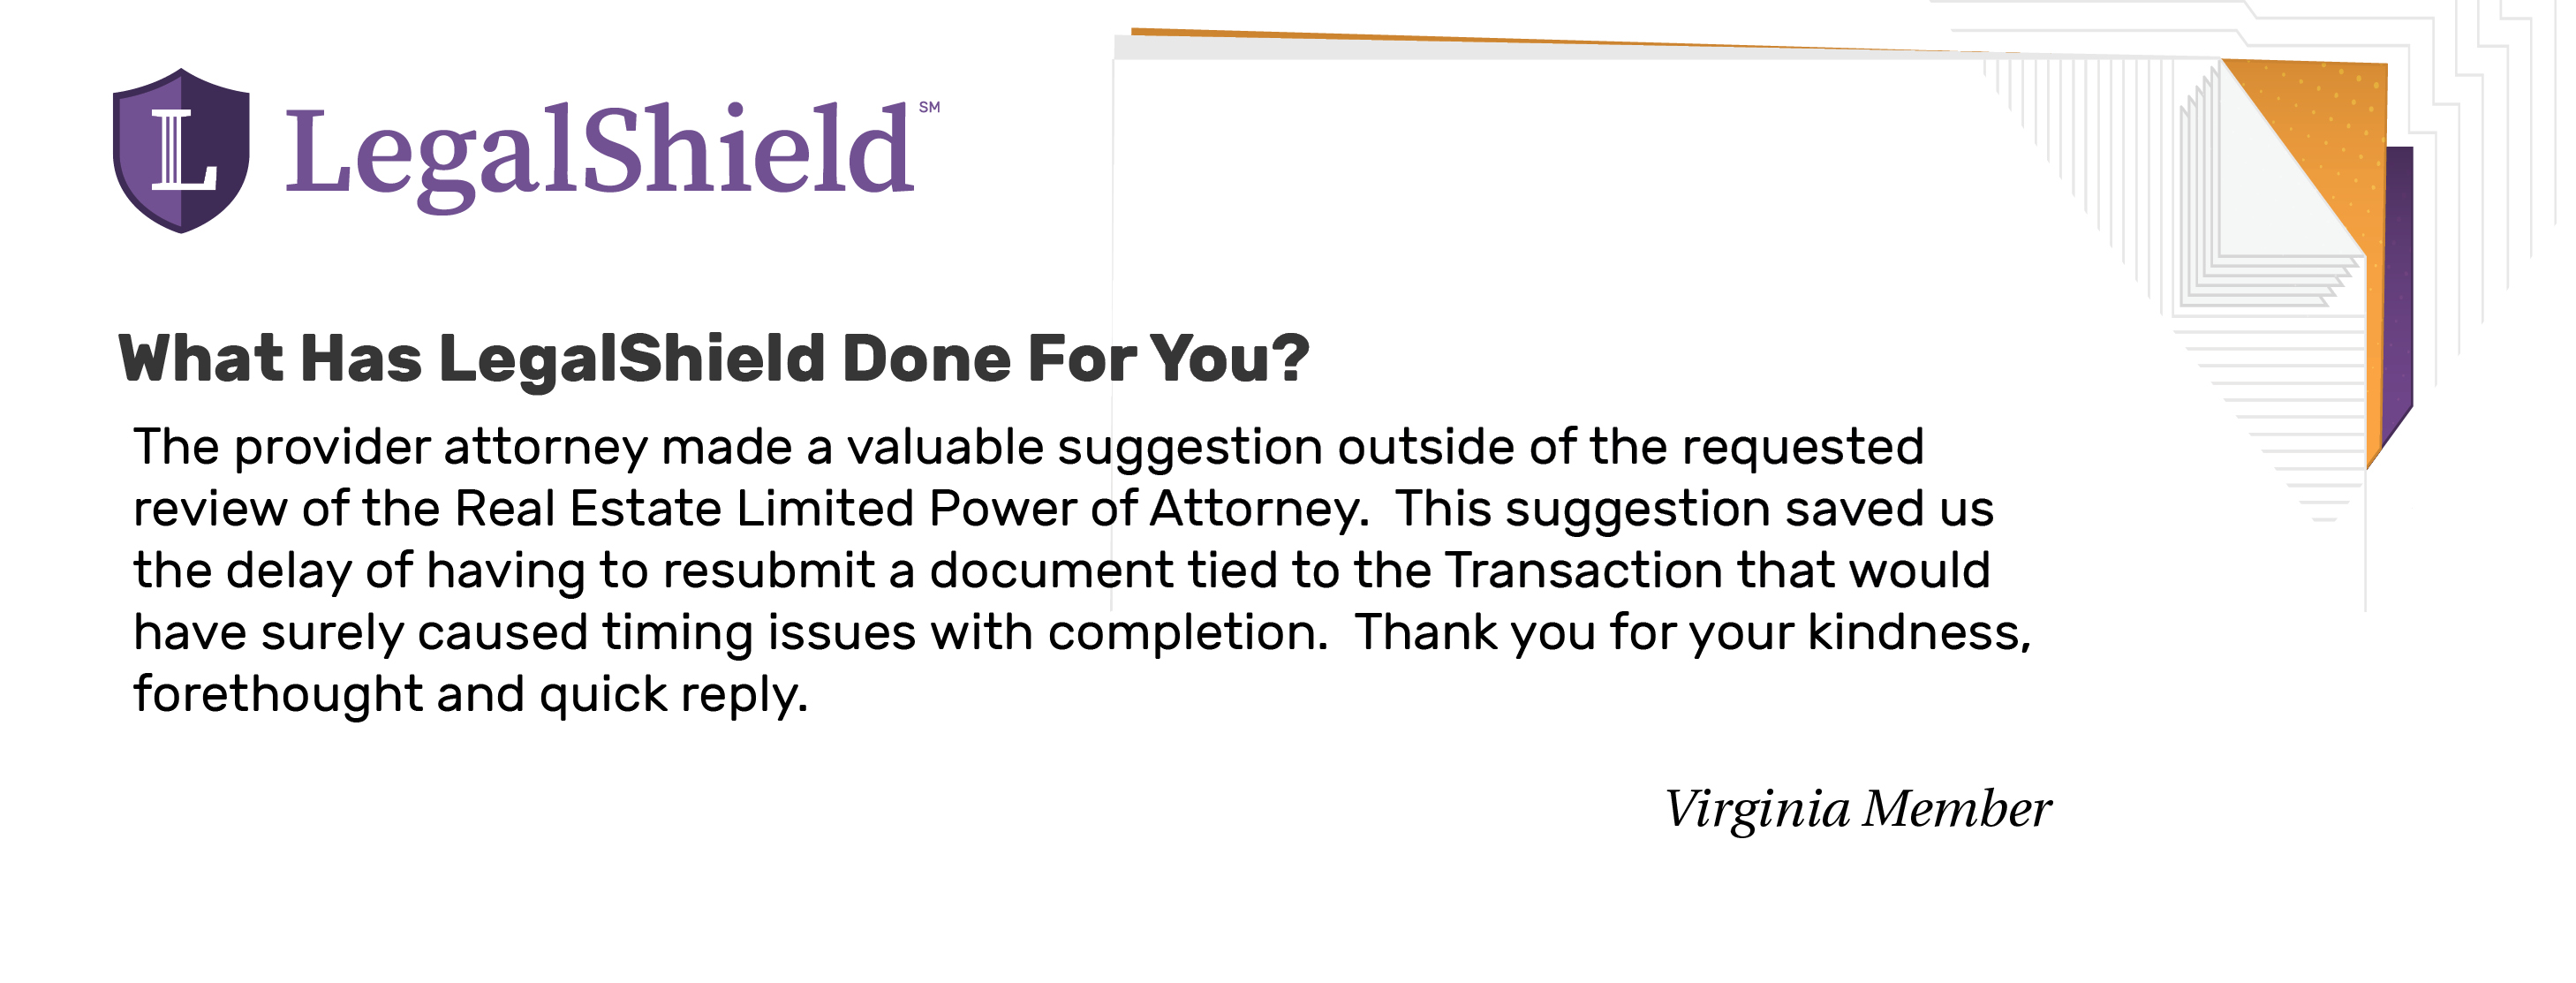 L
LegalShield℠
What Has LegalShield Done For You?
The provider attorney made a valuable suggestion outside of the requested
review of the Real Estate Limited Power of Attorney.  This suggestion saved us
the delay of having to resubmit a document tied to the Transaction that would
have surely caused timing issues with completion.  Thank you for your kindness,
forethought and quick reply.
Virginia Member